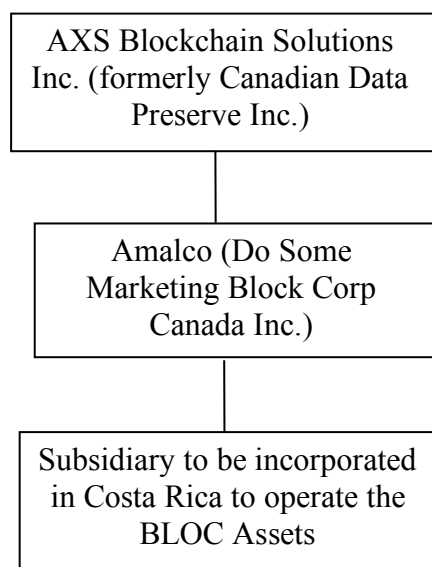 AXS Blockchain Solutions
Inc. (formerly Canadian Data
Preserve Inc.)
Amalco (Do Some
Marketing Block Corp
Canada Inc.)
Subsidiary to be incorporated
in Costa Rica to operate the
BLOC Assets